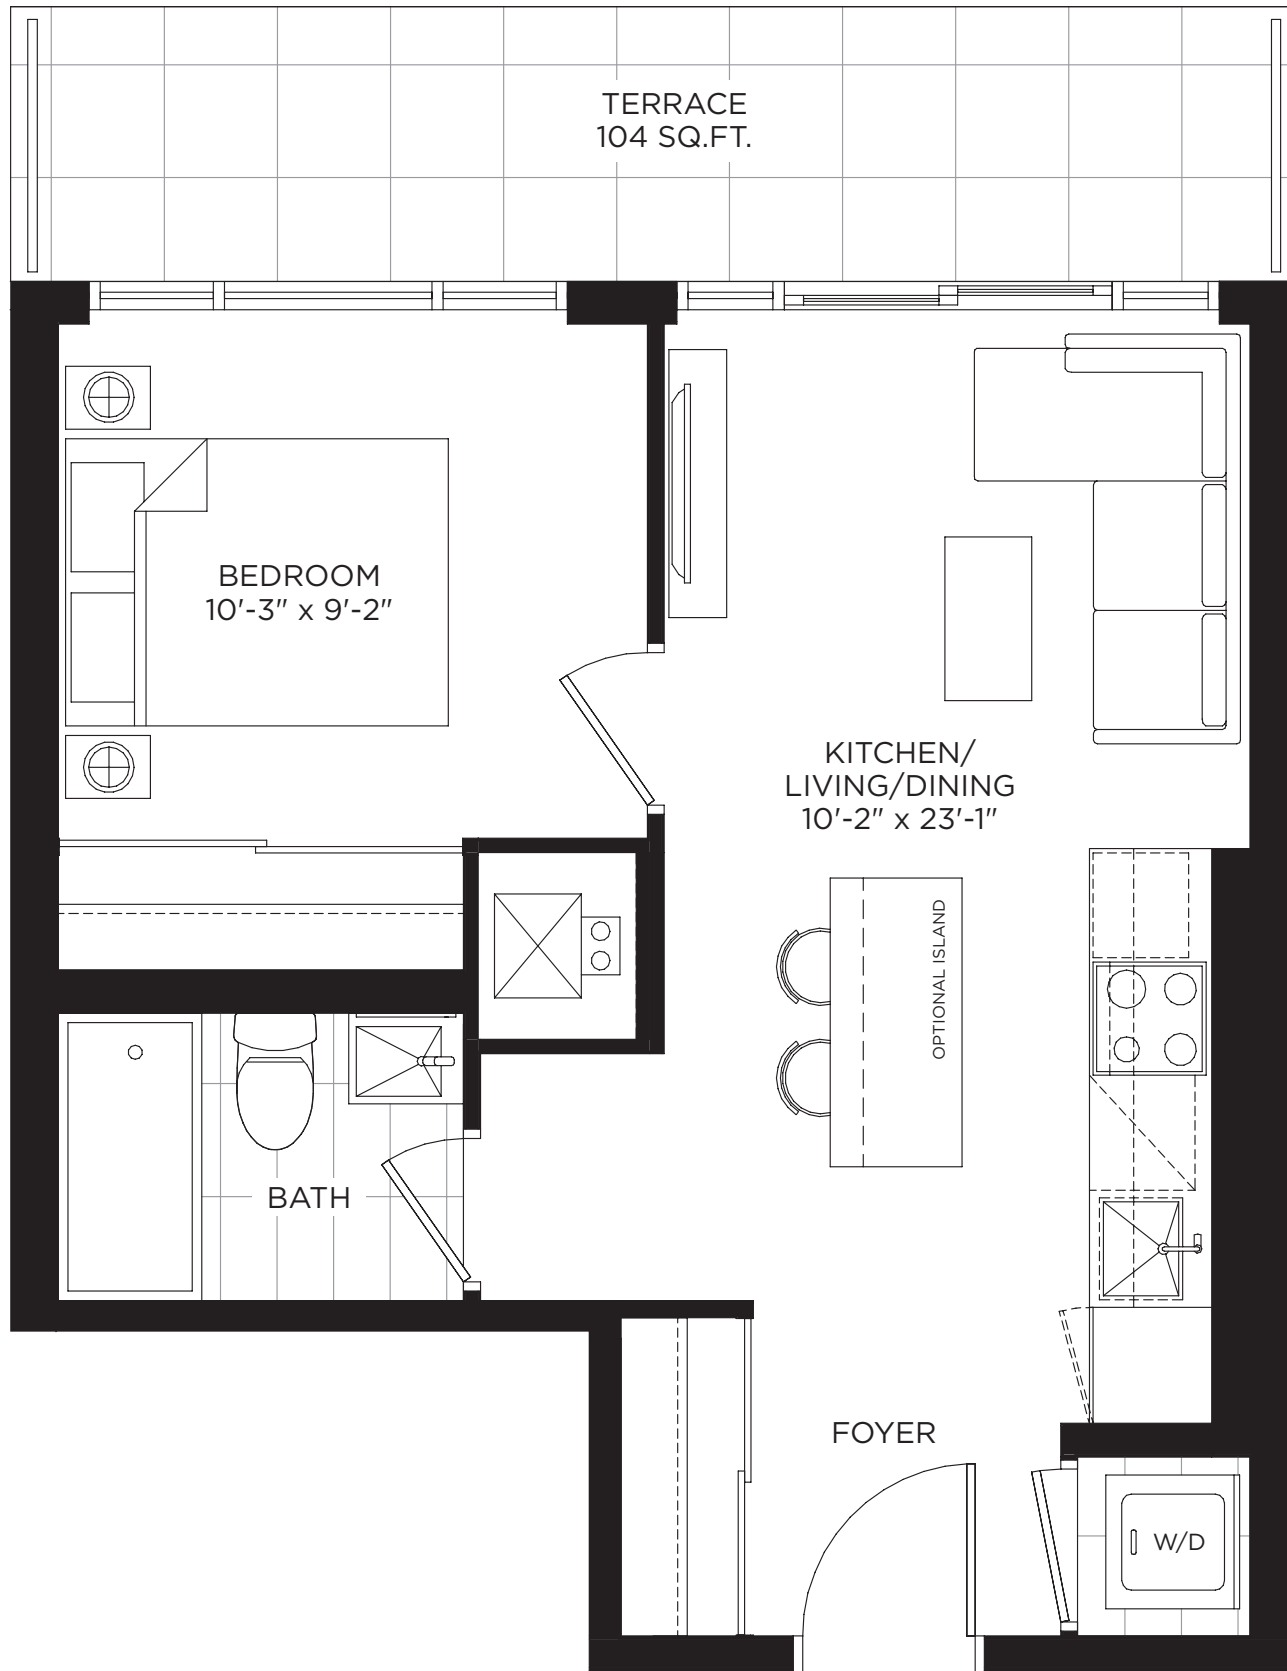 TERRACE
104 SQ.FT.
BEDROOM
10'-3" x 9'-2"
KITCHEN/
LIVING/DINING
10'-2" x 23'-1"
OPTIONAL ISLAND
BATH
FOYER
W/D